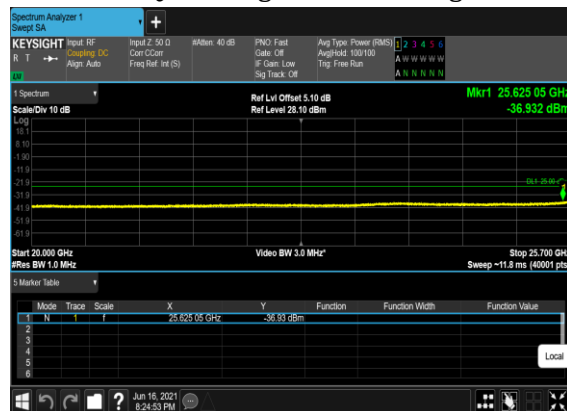 Spectrum Analyzer 1
Swept SA
KEYSIGHT Input: RF Input Z: 50 Ω #Atten: 40 dB PNO: Fast Avg Type: Power (RMS) 1 2 3 4 5 6
R T Coupling: DC Corr CCorr Gate: Off Avg|Hold: 100/100 A W W W W W
Align: Auto Freq Ref: Int (S) IF Gain: Low Trig: Free Run
Sig Track: Off A N N N N N
LW
1 Spectrum Ref Lvl Offset 5.10 dB Mkr1 25.625 05 GHz
Scale/Div 10 dB Ref Level 28.10 dBm -36.932 dBm
Log
18.1
8.10
-1.90
-11.9
-21.9 DL1 -25.00
-31.9
-41.9
-51.9
-61.9
Start 20.000 GHz Video BW 3.0 MHz* Stop 25.700 GHz
#Res BW 1.0 MHz Sweep ~11.8 ms (40001 pts
5 Marker Table
Mode Trace Scale X Y Function Function Width Function Value
1 N 1 f 25.625 05 GHz -36.93 dBm
2
3
4
5
6
Local
? Jun 16, 2021
8:24:53 PM